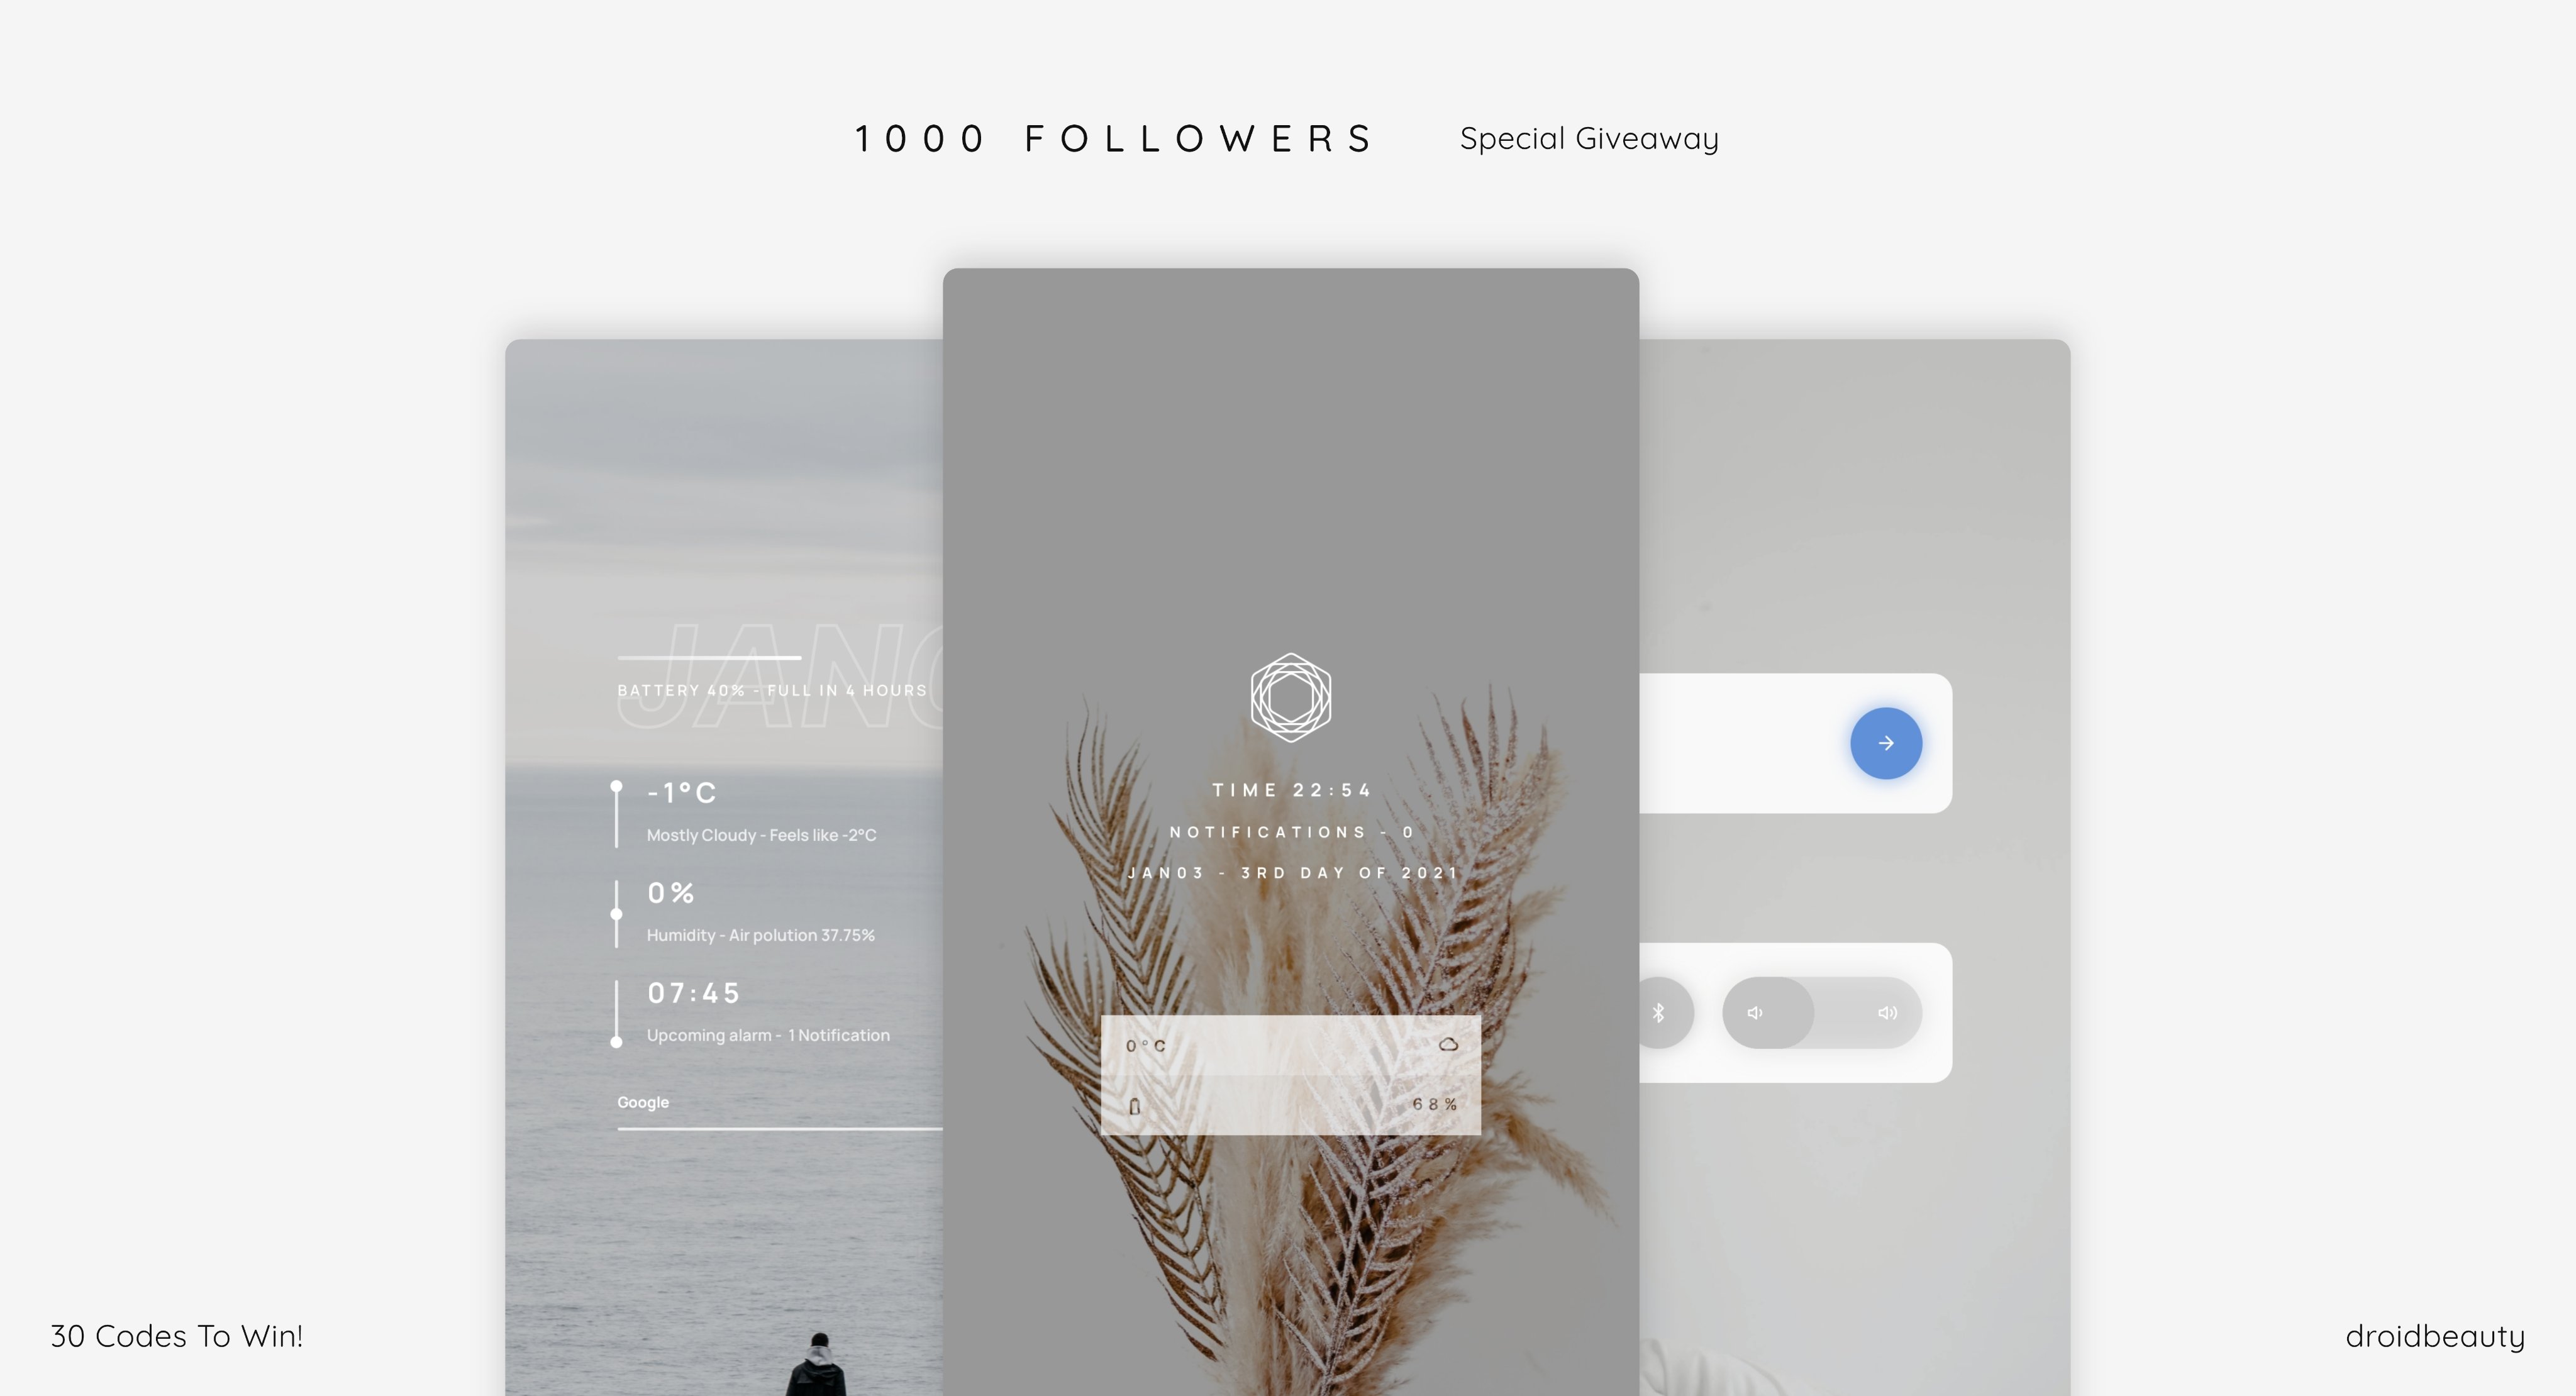 1000 FOLLOWERS Special Giveaway
JAN0
BATTERY 40% - FULL IN 4 HOURS
-1°C
Mostly Cloudy - Feels like -2°C
0%
Humidity - Air polution 37.75%
07:45
Upcoming alarm - 1 Notification
Google
TIME 22:54
NOTIFICATIONS - 0
JAN03 - 3RD DAY OF 2021
0°C
68%
30 Codes To Win!
droidbeauty